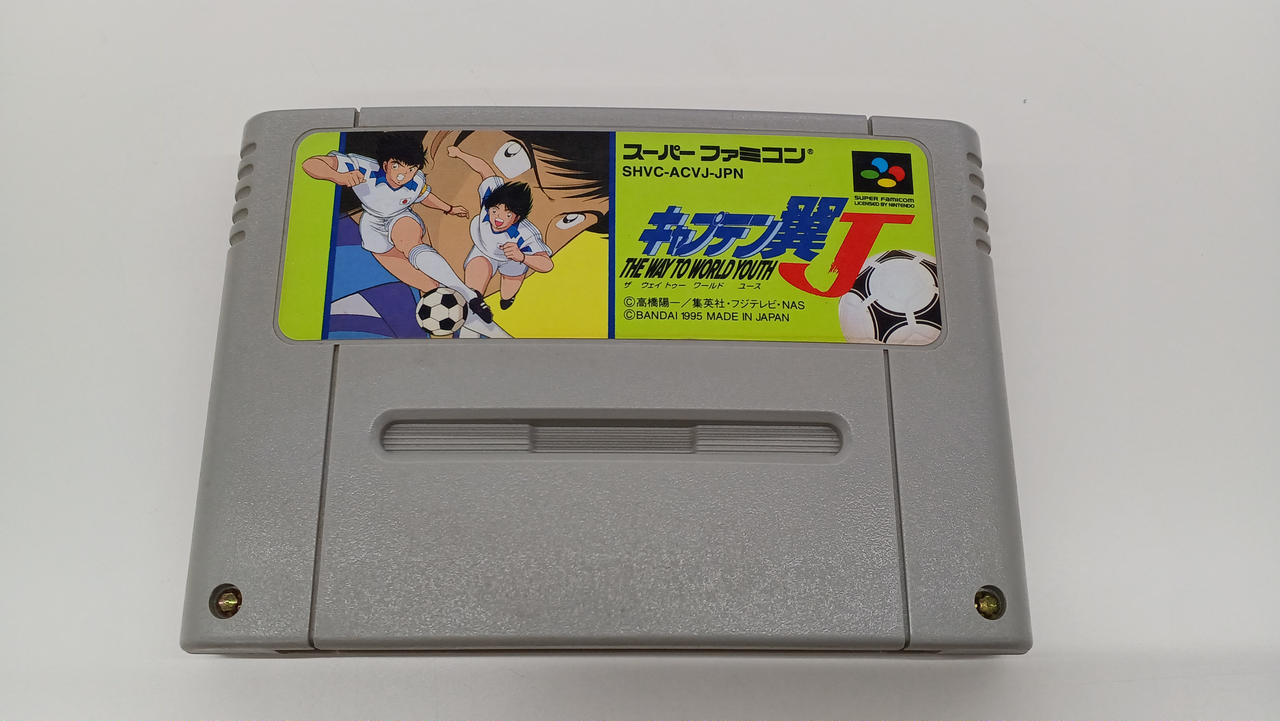 スーパーファミコン®
SHVC-ACVJ-JPN
SUPER FAMICOM
LICENSED BY NINTENDO
キャプテン翼J
THE WAY TO WORLD YOUTH
ザ ウェイ トゥー ワールド ユース
©高橋陽一/集英社・フジテレビ・NAS
©BANDAI 1995 MADE IN JAPAN